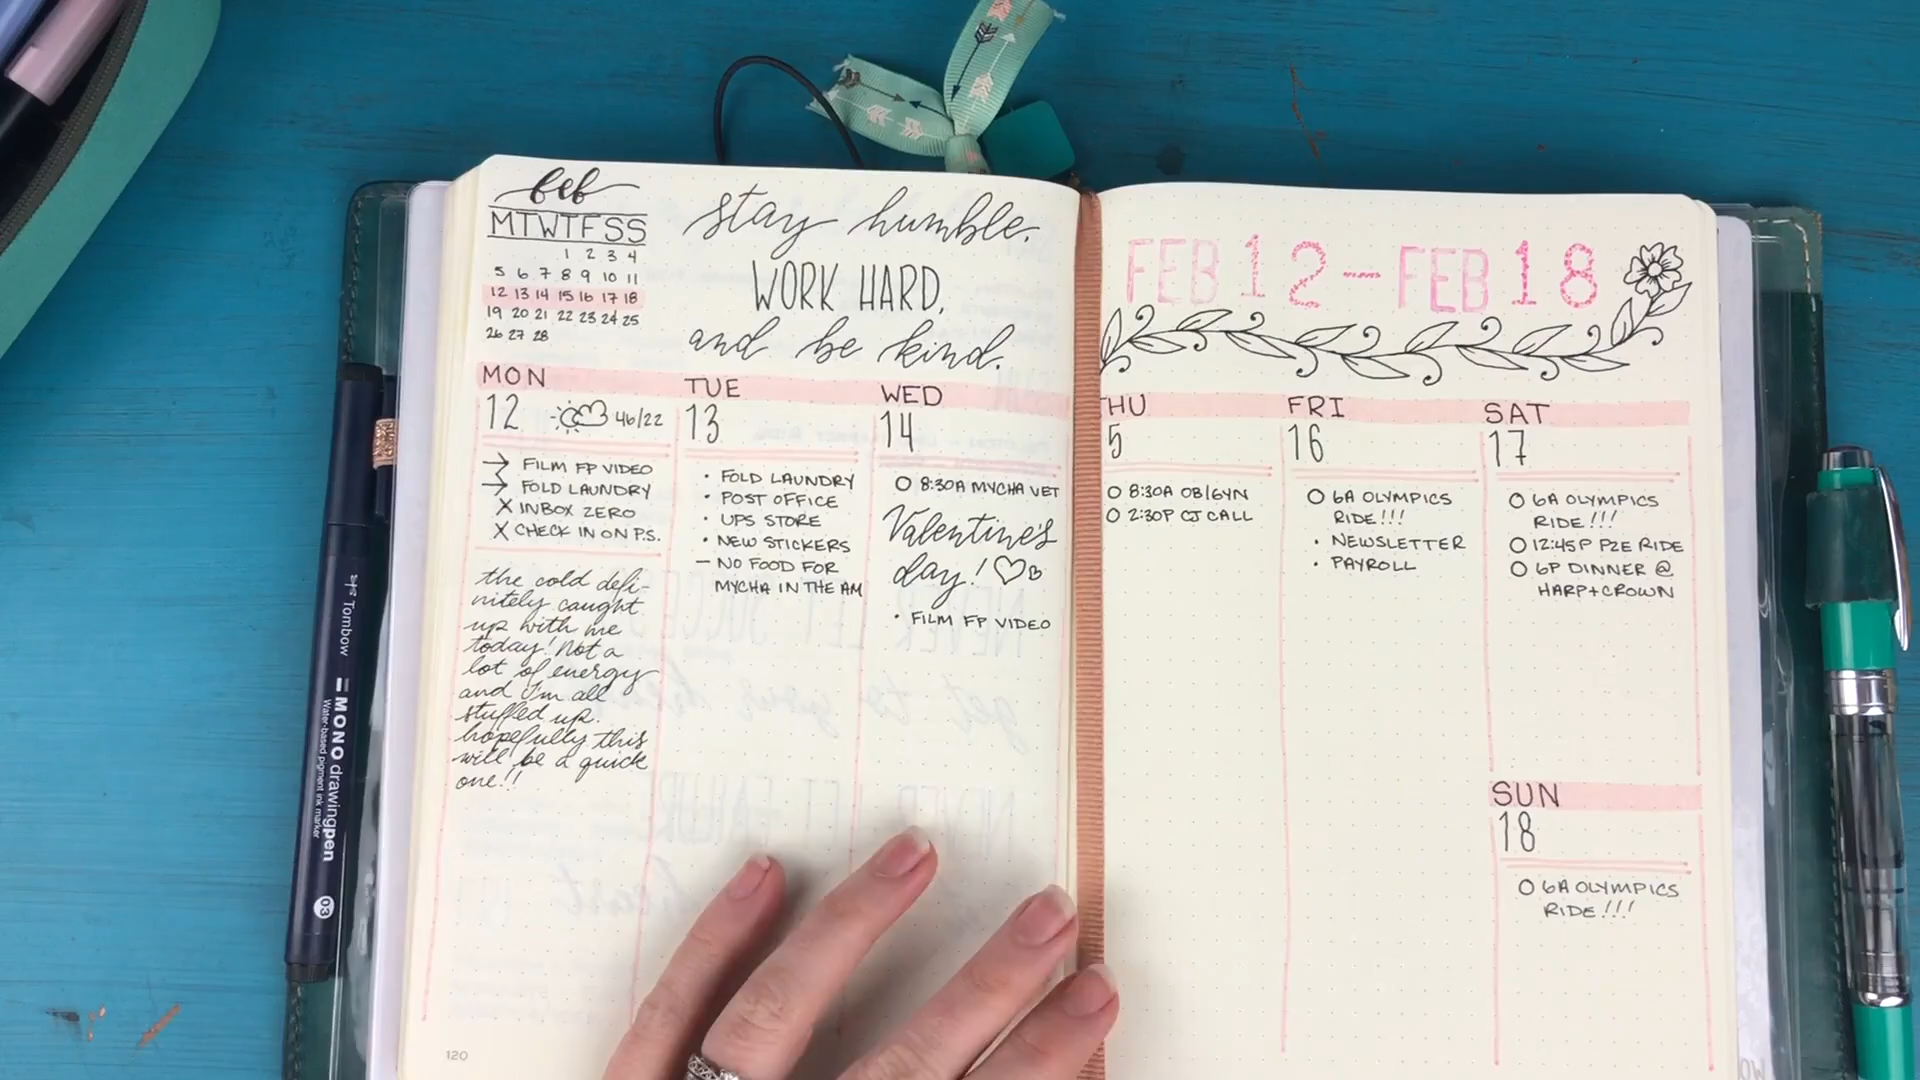 feb
MTWTFSS
1 2 3 4
5 6 7 8 9 10 11
12 13 14 15 16 17 18
19 20 21 22 23 24 25
26 27 28
stay humble.
WORK HARD,
and be kind.
MON
12 46/22
→ FILM FP VIDEO
→ FOLD LAUNDRY
X INBOX ZERO
X CHECK IN ON P.S.
the cold defi-
nitely caught
up with me
today! Not a
lot of energy
and I'm all
stuffed up.
hopefully this
will be a quick
one!!
TUE
13
• FOLD LAUNDRY
• POST OFFICE
• UPS STORE
• NEW STICKERS
— NO FOOD FOR
MYCHA IN THE AM
WED
14
O 8:30A MYCHA VET
Valentine's
day! ♡♡
• FILM FP VIDEO
120
FEB 12-FEB 18
THU
5
O 8:30A OB/GYN
O 2:30P CJ CALL
FRI
16
O 6A OLYMPICS
RIDE!!!
• NEWSLETTER
• PAYROLL
SAT
17
O 6A OLYMPICS
RIDE!!!
O 12:45P PZE RIDE
O 6P DINNER @
HARP+CROWN
SUN
18
O 6A OLYMPICS
RIDE!!!
Tombow
MONO drawingpen
Water-based pigment ink marker
03